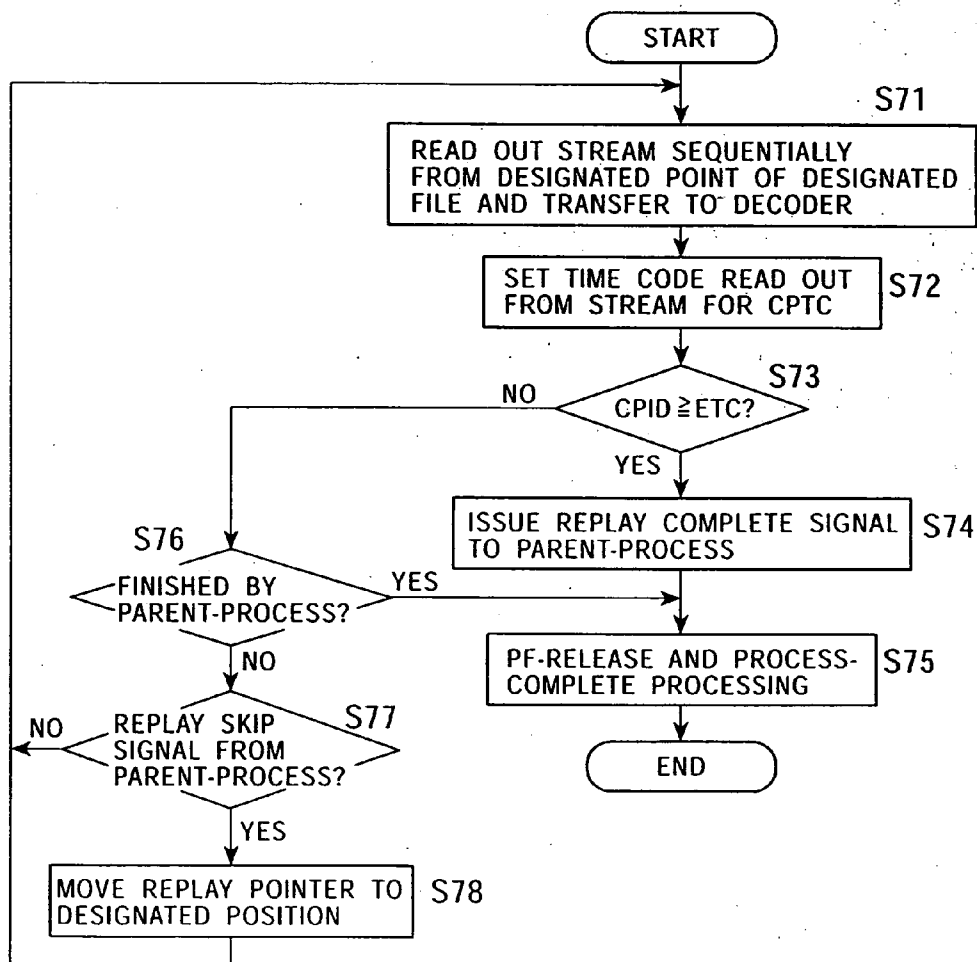 START
S71
READ OUT STREAM SEQUENTIALLY
FROM DESIGNATED POINT OF DESIGNATED
FILE AND TRANSFER TO DECODER
SET TIME CODE READ OUT
FROM STREAM FOR CPTC
S72
S73
NO
CPID ≧ ETC?
YES
ISSUE REPLAY COMPLETE SIGNAL
TO PARENT-PROCESS
S74
S76
FINISHED BY
PARENT-PROCESS?
YES
NO
PF-RELEASE AND PROCESS-
COMPLETE PROCESSING
S75
S77
NO
REPLAY SKIP
SIGNAL FROM
PARENT-PROCESS?
END
YES
MOVE REPLAY POINTER TO
DESIGNATED POSITION
S78